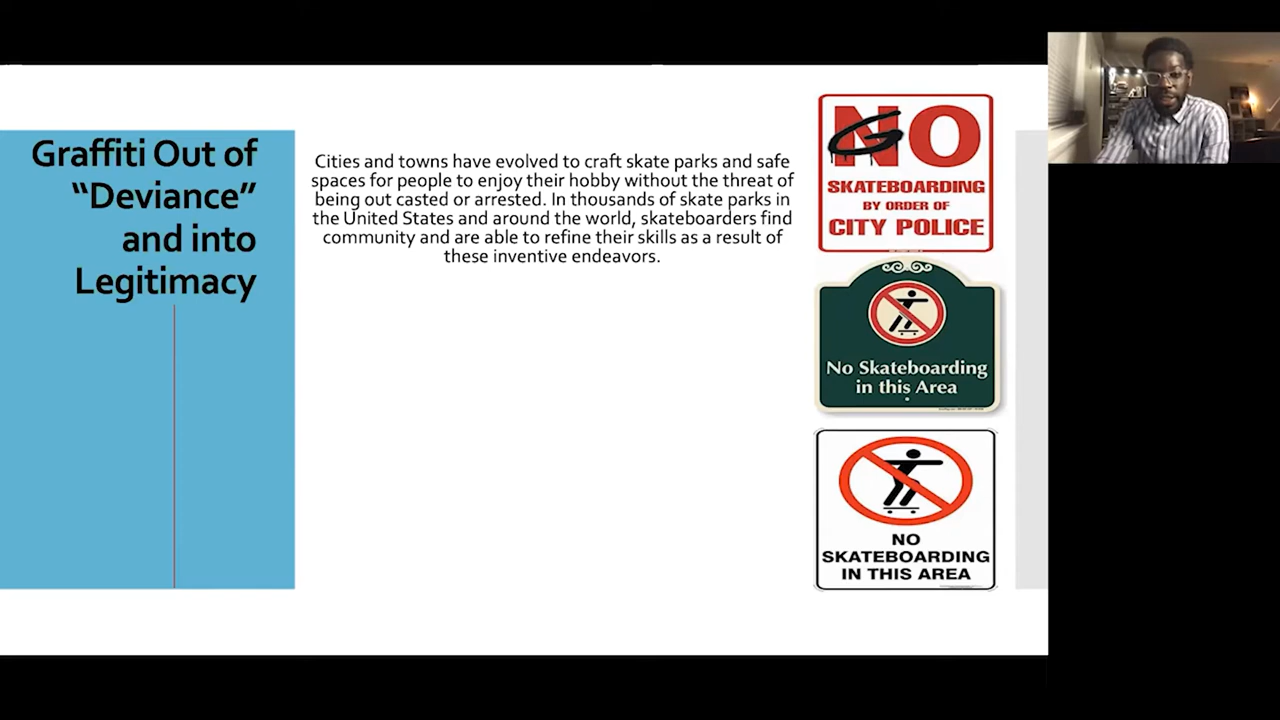 Graffiti Out of
“Deviance”
and into
Legitimacy
Cities and towns have evolved to craft skate parks and safe
spaces for people to enjoy their hobby without the threat of
being out casted or arrested. In thousands of skate parks in
the United States and around the world, skateboarders find
community and are able to refine their skills as a result of
these inventive endeavors.
NO
G
SKATEBOARDING
BY ORDER OF
CITY POLICE
No Skateboarding
in this Area
NO
SKATEBOARDING
IN THIS AREA